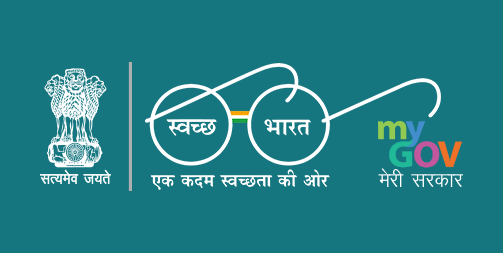 सत्यमेव जयते
स्वच्छ भारत
एक कदम स्वच्छता की ओर
my
GOV
मेरी सरकार